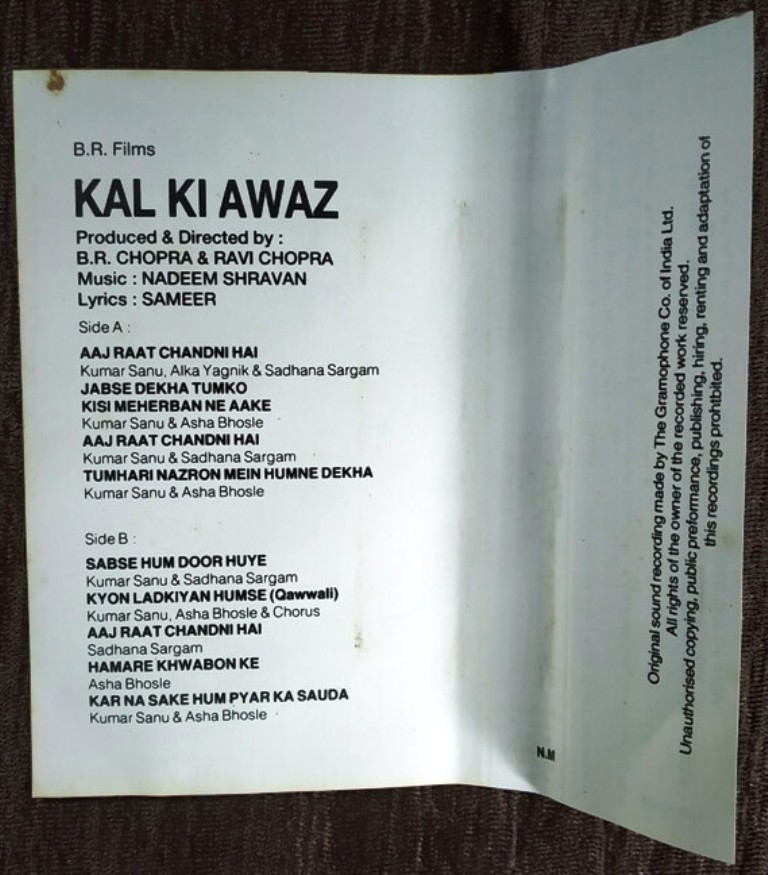 B.R. Films
KAL KI AWAZ
Produced & Directed by :
B.R. CHOPRA & RAVI CHOPRA
Music : NADEEM SHRAVAN
Lyrics : SAMEER
Side A :
AAJ RAAT CHANDNI HAI
Kumar Sanu, Alka Yagnik & Sadhana Sargam
JABSE DEKHA TUMKO
KISI MEHERBAN NE AAKE
Kumar Sanu & Asha Bhosle
AAJ RAAT CHANDNI HAI
Kumar Sanu & Sadhana Sargam
TUMHARI NAZRON MEIN HUMNE DEKHA
Kumar Sanu & Asha Bhosle
Side B :
SABSE HUM DOOR HUYE
Kumar Sanu & Sadhana Sargam
KYON LADKIYAN HUMSE (Qawwali)
Kumar Sanu, Asha Bhosle & Chorus
AAJ RAAT CHANDNI HAI
Sadhana Sargam
HAMARE KHWABON KE
Asha Bhosle
KAR NA SAKE HUM PYAR KA SAUDA
Kumar Sanu & Asha Bhosle
N.M
Original sound recording made by The Gramophone Co. of India Ltd.
All rights of the owner of the recorded work reserved.
Unauthorised copying, public preformance, publishing, hiring, renting and adaptation of
this recordings prohtbited.